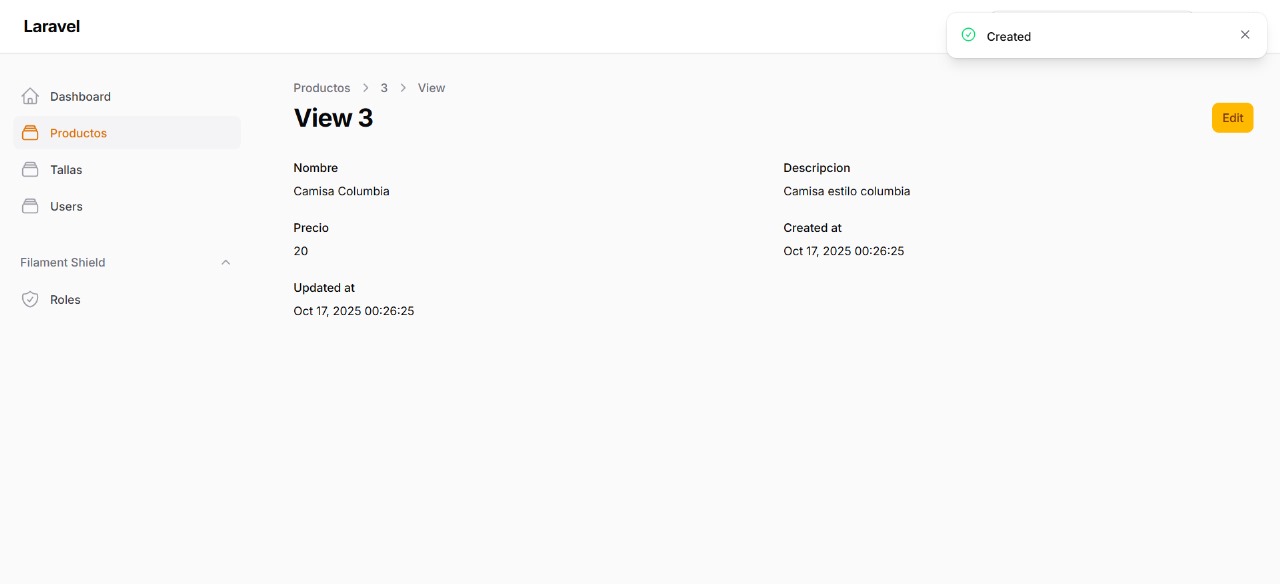 Laravel
Created
Dashboard
Productos
Tallas
Users
Filament Shield
Roles
Productos > 3 > View
View 3
Edit
Nombre
Camisa Columbia
Descripcion
Camisa estilo columbia
Precio
20
Created at
Oct 17, 2025 00:26:25
Updated at
Oct 17, 2025 00:26:25